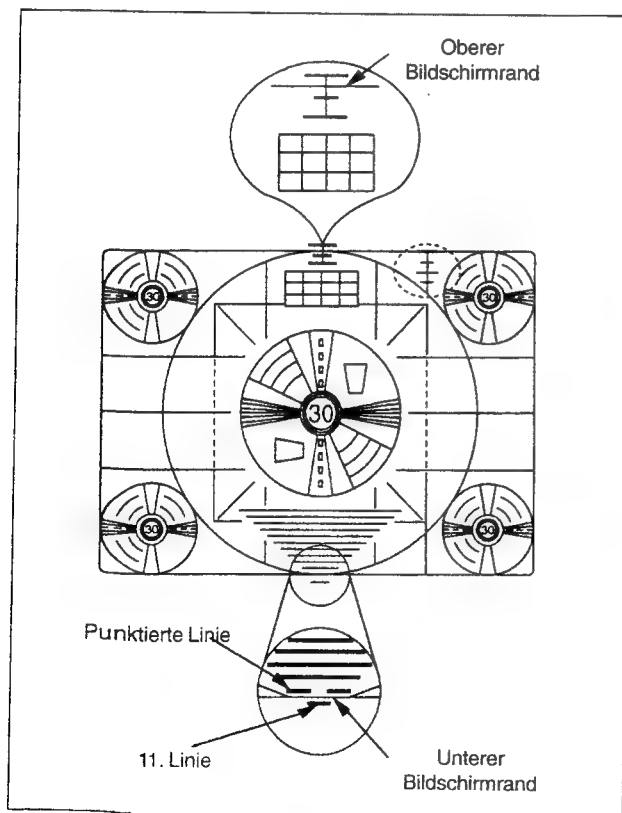 Oberer
Bildschirmrand
30
30
30
30
30
Punktierte Linie
11. Linie
Unterer
Bildschirmrand